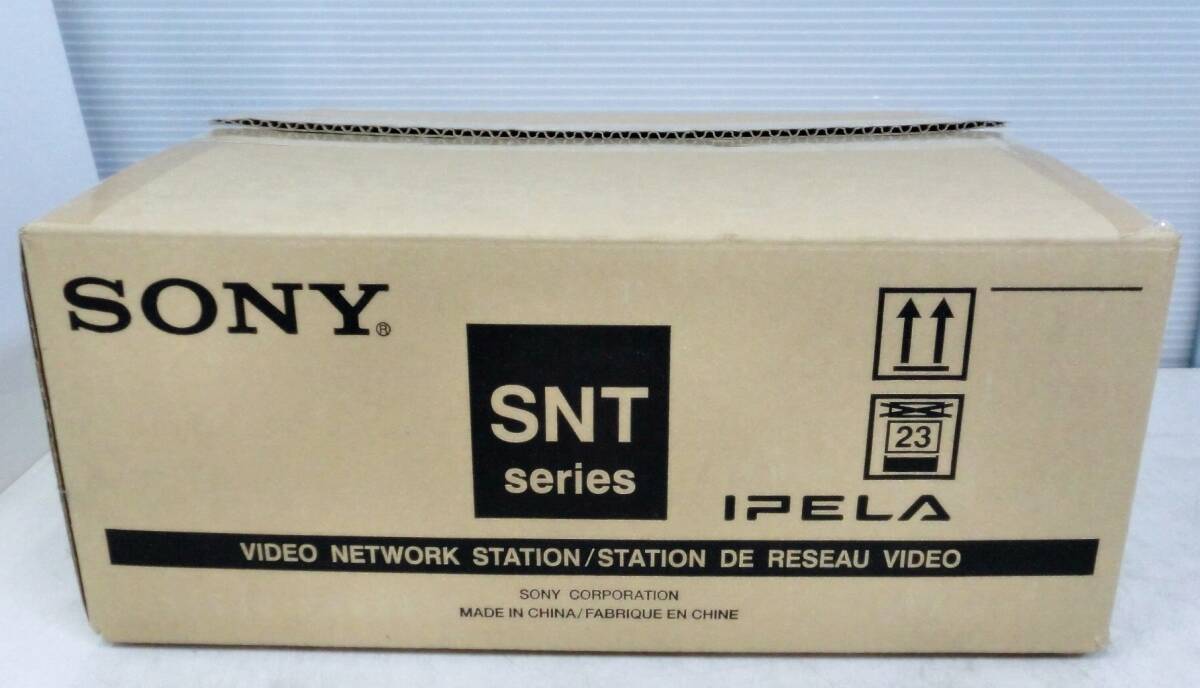 SONY®
SNT
series
23
IPELA
VIDEO NETWORK STATION/STATION DE RESEAU VIDEO
SONY CORPORATION
MADE IN CHINA/FABRIQUE EN CHINE